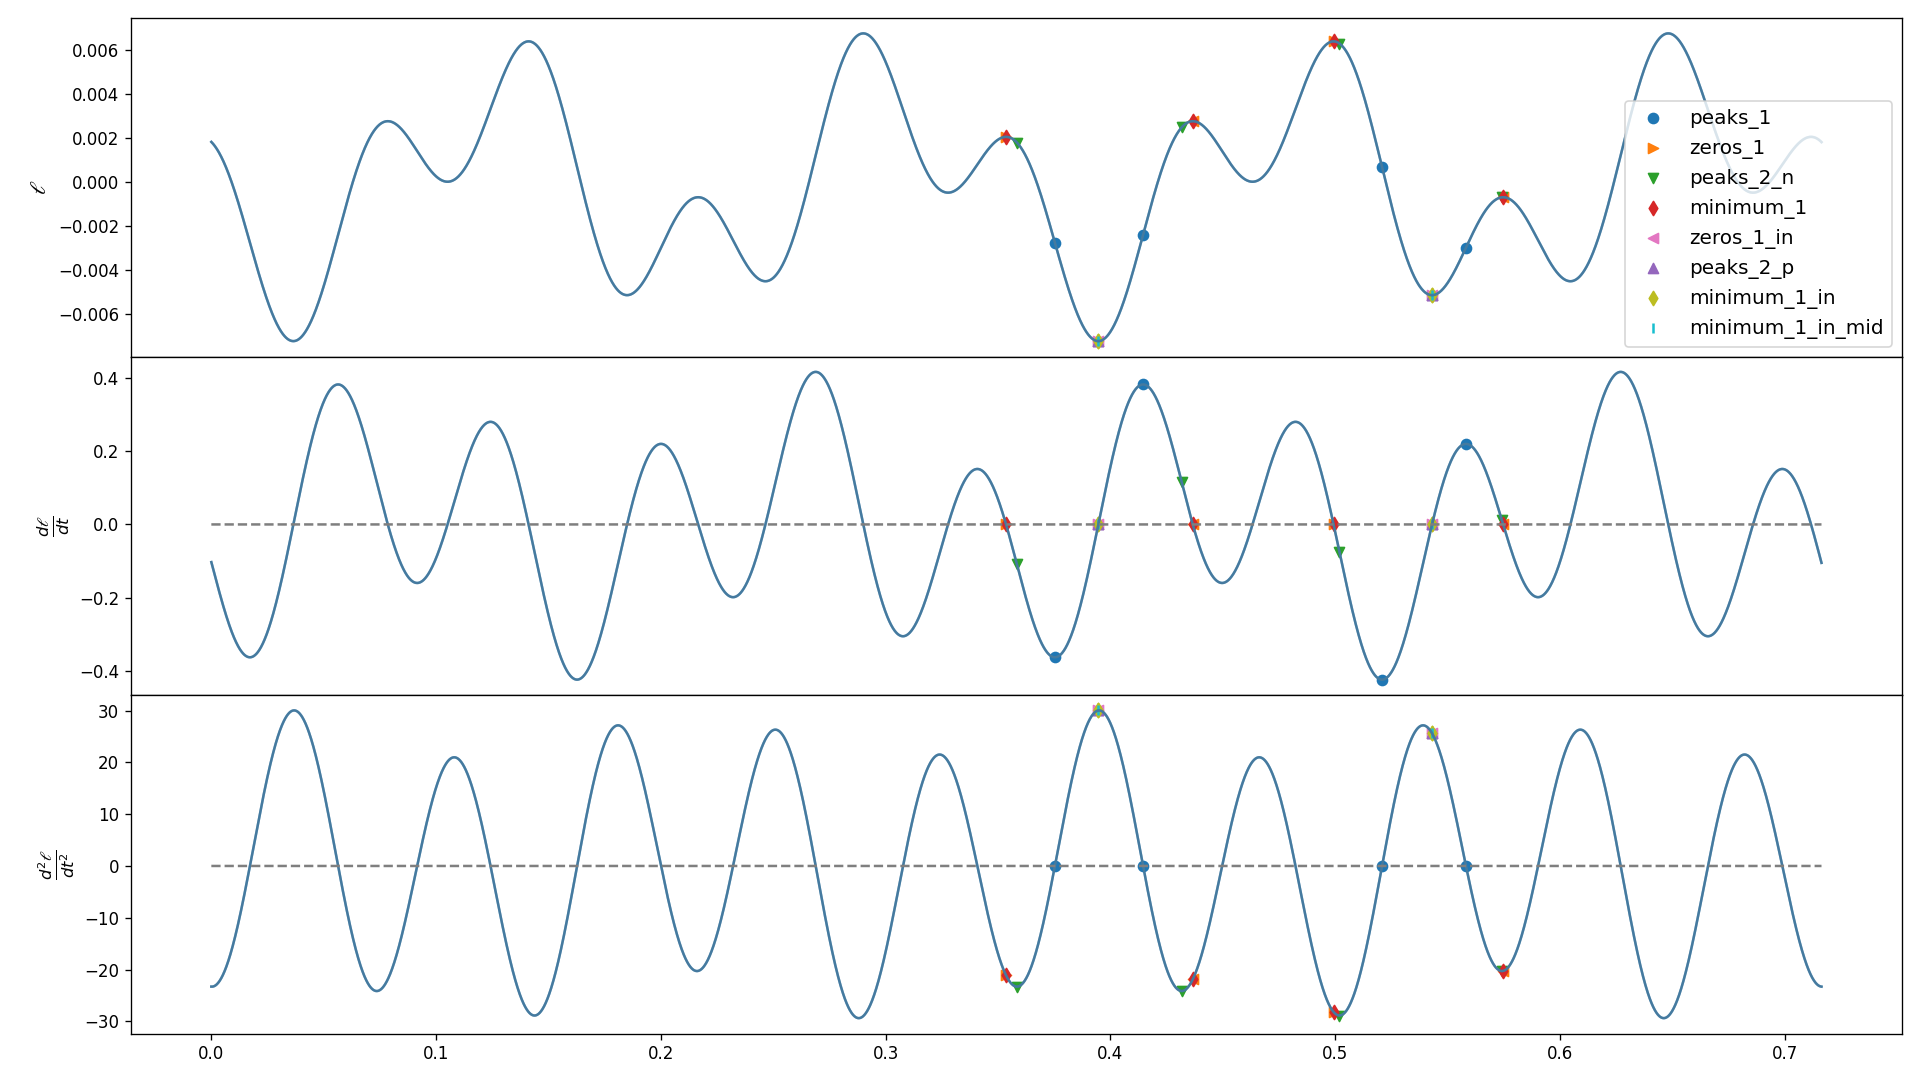 0.006
0.004
0.002
0.000
−0.002
−0.004
−0.006
ℓ
peaks_1
zeros_1
peaks_2_n
minimum_1
zeros_1_in
peaks_2_p
minimum_1_in
minimum_1_in_mid
0.4
0.2
0.0
−0.2
−0.4
dℓ
dt
30
20
10
0
−10
−20
−30
d²ℓ
dt²
0.0 0.1 0.2 0.3 0.4 0.5 0.6 0.7